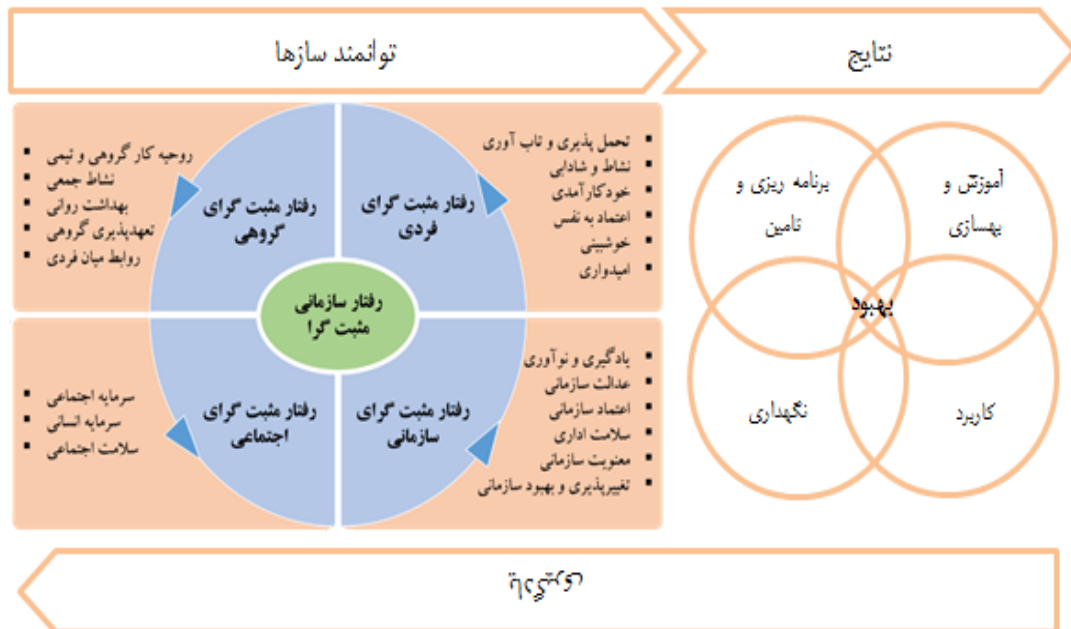 نتایج
توانمند سازها
تحمل پذیری و تاب آوری
نشاط و شادابی
خودکارآمدی
اعتماد به نفس
خوشبینی
امیدواری
رفتار مثبت گرای
فردی
رفتار مثبت گرای
گروهی
روحیه کار گروهی و تیمی
نشاط جمعی
بهداشت روانی
تعهدپذیری گروهی
روابط میان فردی
رفتار سازمانی
مثبت گرا
یادگیری و نوآوری
عدالت سازمانی
اعتماد سازمانی
سلامت اداری
معنویت سازمانی
تغییرپذیری و بهبود سازمانی
رفتار مثبت گرای
سازمانی
رفتار مثبت گرای
اجتماعی
سرمایه اجتماعی
سرمایه انسانی
سلامت اجتماعی
آموزش و
بهسازی
برنامه ریزی و
تامین
بهبود
کاربرد
نگهداری
یادگیری